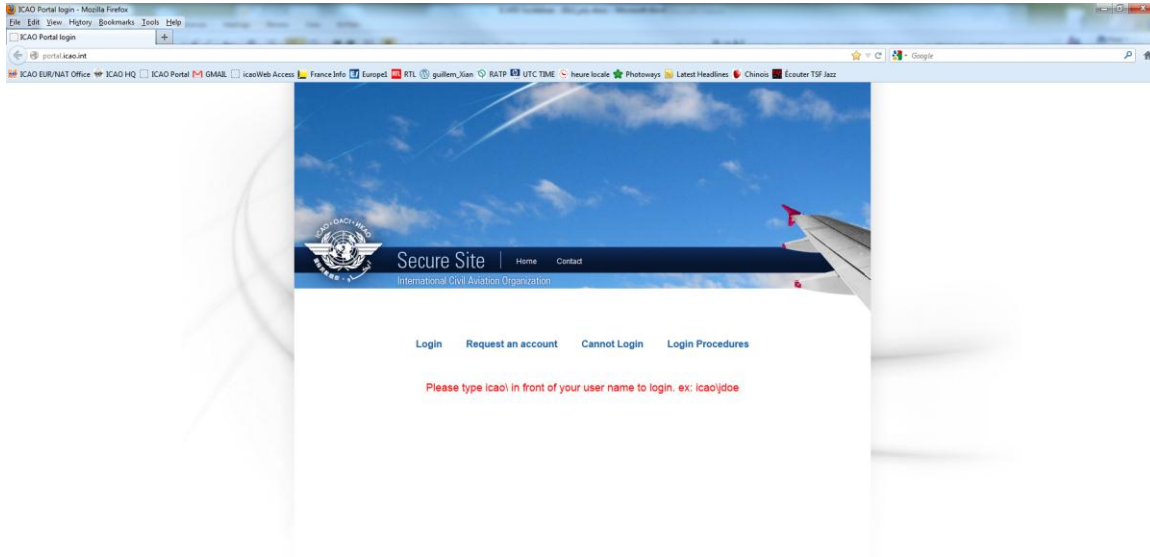 ICAO Portal login - Mozilla Firefox
File Edit View History Bookmarks Tools Help
ICAO Portal login +
portal.icao.int
Google
ICAO EUR/NAT Office ICAO HQ ICAO Portal GMAIL icaoWeb Access France Info Europe1 RTL guillem_Xian RATP UTC TIME heure locale Photoways Latest Headlines Chinois Écouter TSF Jazz
ICAO · OACI · ИКАО
Secure Site | Home Contact
International Civil Aviation Organization
Login Request an account Cannot Login Login Procedures
Please type icao\ in front of your user name to login. ex: icao\jdoe